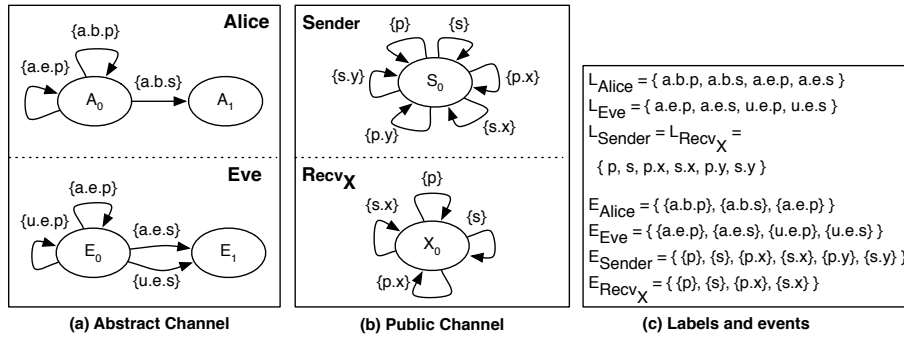 Alice
{a.b.p}
{a.e.p}
{a.b.s}
A0
A1
Eve
{a.e.p}
{u.e.p}
{a.e.s}
{u.e.s}
E0
E1
(a) Abstract Channel
Sender
{p}
{s}
{s.y}
{p.x}
S0
{p.y}
{s.x}
RecvX
{p}
{s.x}
{s}
X0
{p.x}
(b) Public Channel
LAlice = { a.b.p, a.b.s, a.e.p, a.e.s }
LEve = { a.e.p, a.e.s, u.e.p, u.e.s }
LSender = LRecvX =
{ p, s, p.x, s.x, p.y, s.y }
EAlice = { {a.b.p}, {a.b.s}, {a.e.p} }
EEve = { {a.e.p}, {a.e.s}, {u.e.p}, {u.e.s} }
ESender = { {p}, {s}, {p.x}, {s.x}, {p.y}, {s.y} }
ERecvX = { {p}, {s}, {p.x}, {s.x} }
(c) Labels and events